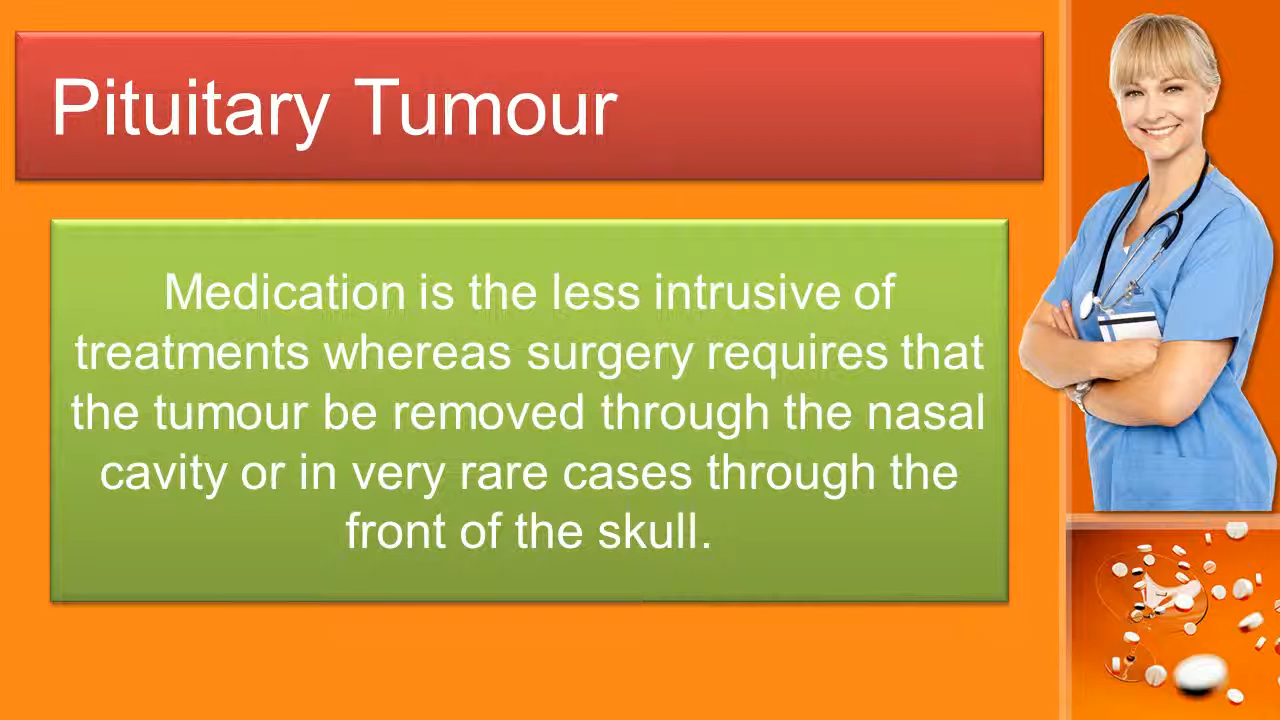 Pituitary Tumour
Medication is the less intrusive of
treatments whereas surgery requires that
the tumour be removed through the nasal
cavity or in very rare cases through the
front of the skull.